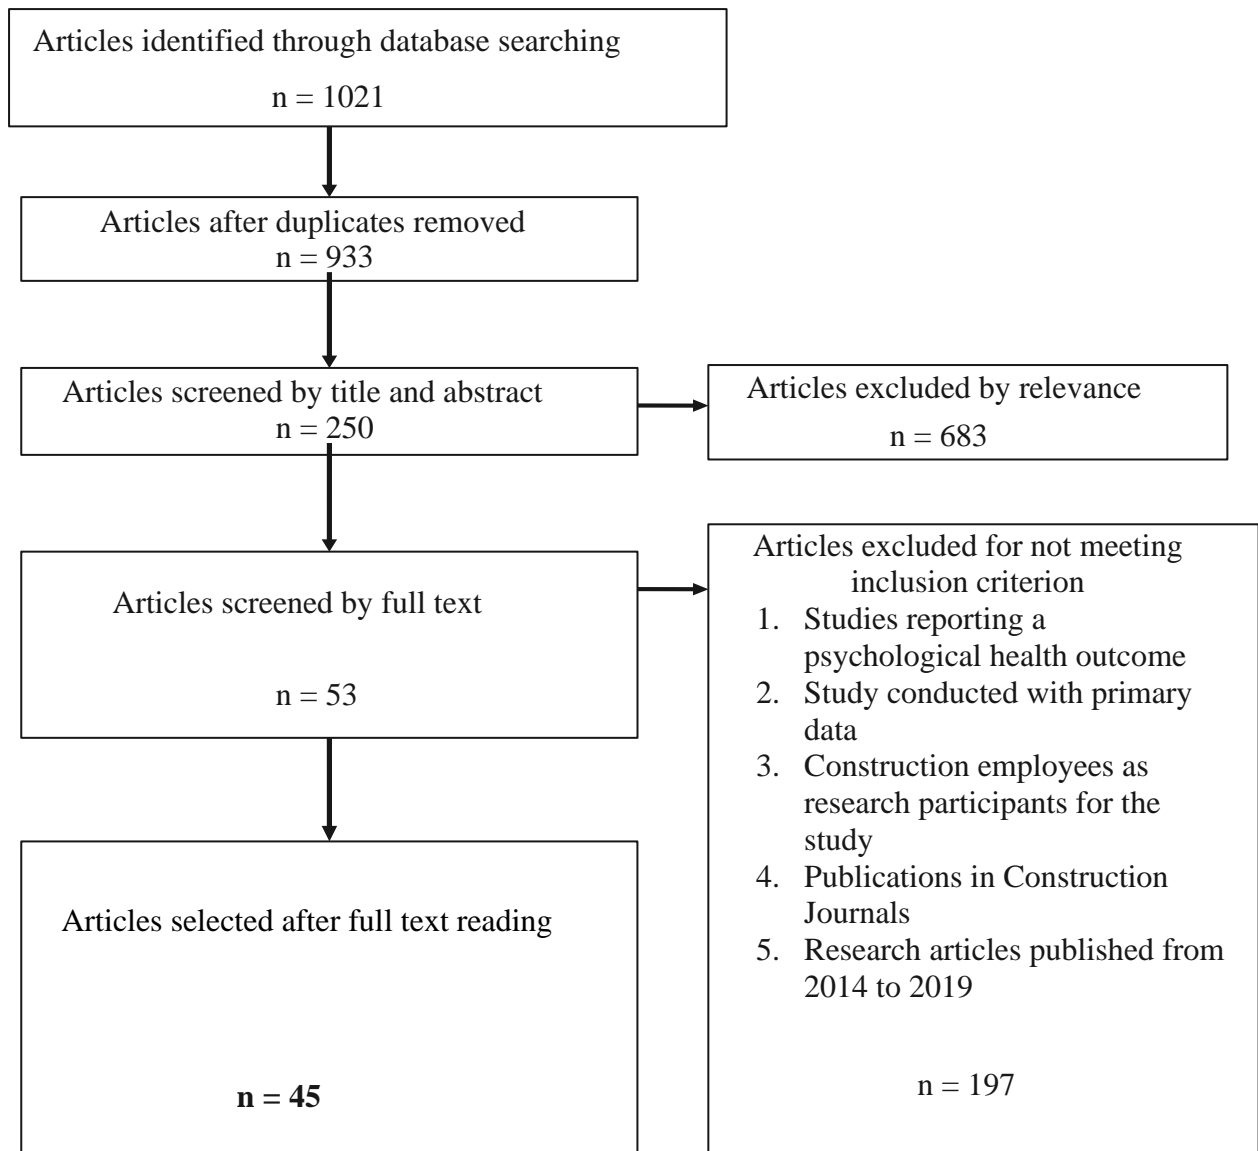 Articles identified through database searching
n = 1021
Articles after duplicates removed
n = 933
Articles screened by title and abstract
n = 250
Articles excluded by relevance
n = 683
Articles screened by full text
n = 53
Articles excluded for not meeting
inclusion criterion
1. Studies reporting a
psychological health outcome
2. Study conducted with primary
data
3. Construction employees as
research participants for the
study
4. Publications in Construction
Journals
5. Research articles published from
2014 to 2019
n = 197
Articles selected after full text reading
n = 45